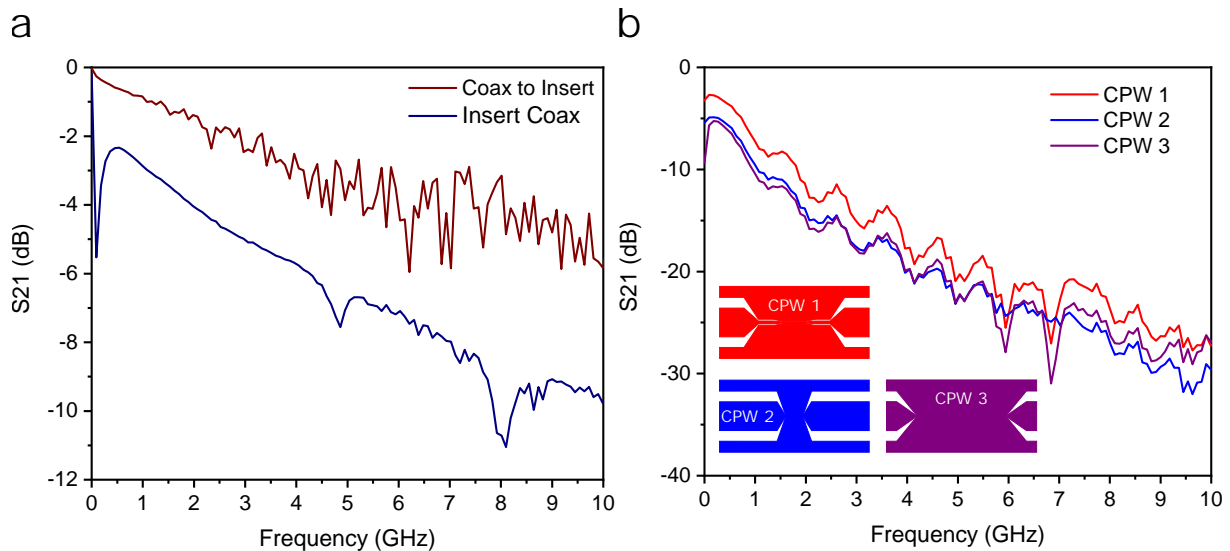 a
0
-2
-4
-6
-8
-10
-12
S21 (dB)
0 1 2 3 4 5 6 7 8 9 10
Frequency (GHz)
Coax to Insert
Insert Coax
b
0
-10
-20
-30
-40
S21 (dB)
0 1 2 3 4 5 6 7 8 9 10
Frequency (GHz)
CPW 1
CPW 2
CPW 3
CPW 1
CPW 2
CPW 3